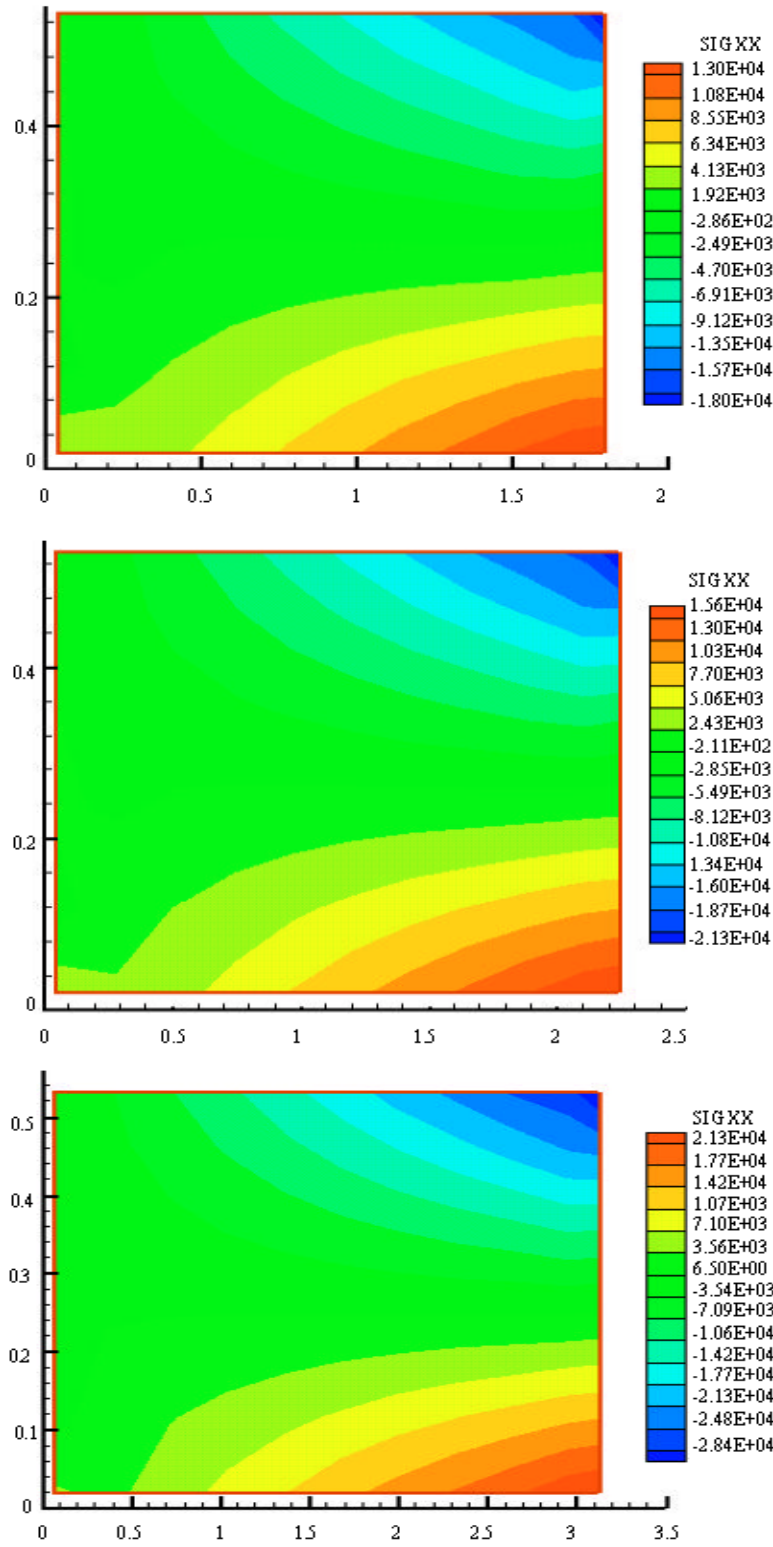 SIGXX
1.30E+04
1.08E+04
8.55E+03
6.34E+03
4.13E+03
1.92E+03
-2.86E+02
-2.49E+03
-4.70E+03
-6.91E+03
-9.12E+03
-1.35E+04
-1.57E+04
-1.80E+04
0.4
0.2
0
0 0.5 1 1.5 2
SIGXX
1.56E+04
1.30E+04
1.03E+04
7.70E+03
5.06E+03
2.43E+03
-2.11E+02
-2.85E+03
-5.49E+03
-8.12E+03
-1.08E+04
1.34E+04
-1.60E+04
-1.87E+04
-2.13E+04
0.4
0.2
0
0 0.5 1 1.5 2 2.5
SIGXX
2.13E+04
1.77E+04
1.42E+04
1.07E+03
7.10E+03
3.56E+03
6.50E+00
-3.54E+03
-7.09E+03
-1.06E+04
-1.42E+04
-1.77E+04
-2.13E+04
-2.48E+04
-2.84E+04
0.5
0.4
0.3
0.2
0.1
0
0 0.5 1 1.5 2 2.5 3 3.5